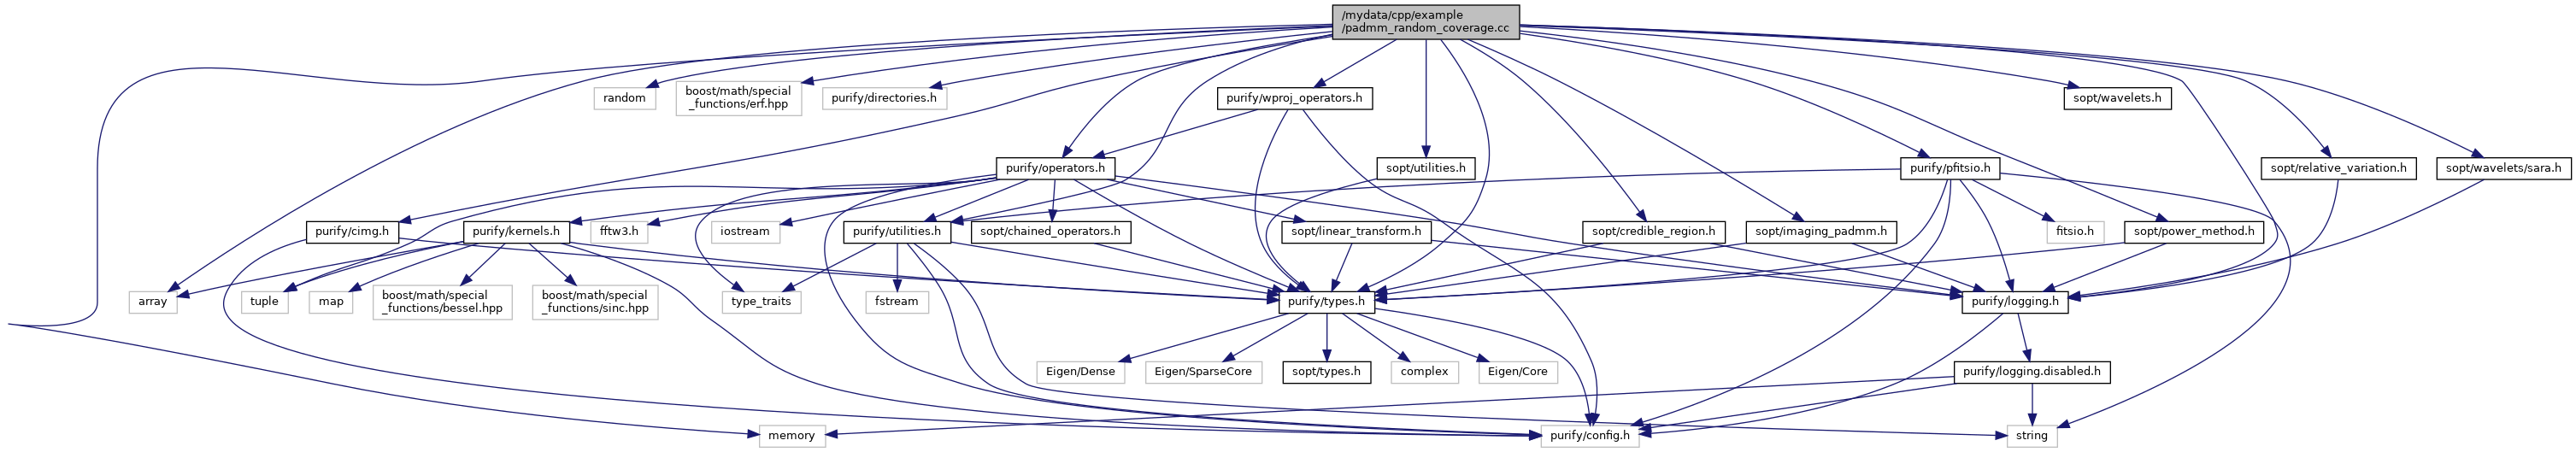 /mydata/cpp/example
/padmm_random_coverage.cc
random
boost/math/special
_functions/erf.hpp
purify/directories.h
purify/wproj_operators.h
sopt/wavelets.h
purify/operators.h
sopt/utilities.h
purify/pfitsio.h
sopt/relative_variation.h
sopt/wavelets/sara.h
purify/cimg.h
purify/kernels.h
fftw3.h
iostream
purify/utilities.h
sopt/chained_operators.h
sopt/linear_transform.h
sopt/credible_region.h
sopt/imaging_padmm.h
fitsio.h
sopt/power_method.h
array
tuple
map
boost/math/special
_functions/bessel.hpp
boost/math/special
_functions/sinc.hpp
type_traits
fstream
purify/types.h
purify/logging.h
Eigen/Dense
Eigen/SparseCore
sopt/types.h
complex
Eigen/Core
purify/logging.disabled.h
memory
purify/config.h
string